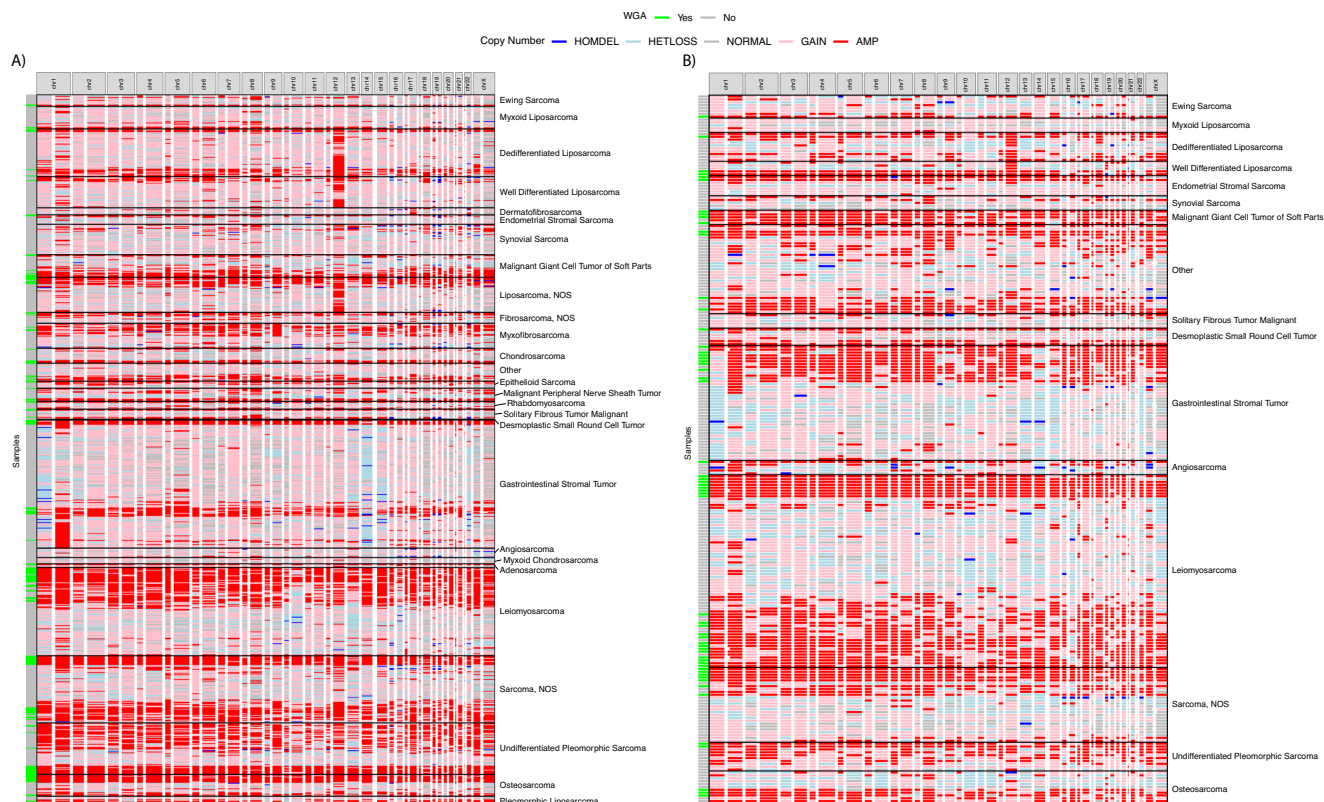 WGA Yes No
Copy Number HOMDEL HETLOSS NORMAL GAIN AMP
A)
chr1 chr2 chr3 chr4 chr5 chr6 chr7 chr8 chr9 chr10 chr11 chr12 chr13 chr14 chr15 chr16 chr17 chr18 chr19 chr20 chr21 chr22 chrX
Samples
Ewing Sarcoma
Myxoid Liposarcoma
Dedifferentiated Liposarcoma
Well Differentiated Liposarcoma
Dermatofibrosarcoma
Endometrial Stromal Sarcoma
Synovial Sarcoma
Malignant Giant Cell Tumor of Soft Parts
Liposarcoma, NOS
Fibrosarcoma, NOS
Myxofibrosarcoma
Chondrosarcoma
Other
Epithelioid Sarcoma
Malignant Peripheral Nerve Sheath Tumor
Rhabdomyosarcoma
Solitary Fibrous Tumor Malignant
Desmoplastic Small Round Cell Tumor
Gastrointestinal Stromal Tumor
Angiosarcoma
Myxoid Chondrosarcoma
Adenosarcoma
Leiomyosarcoma
Sarcoma, NOS
Undifferentiated Pleomorphic Sarcoma
Osteosarcoma
Pleomorphic Liposarcoma
B)
chr1 chr2 chr3 chr4 chr5 chr6 chr7 chr8 chr9 chr10 chr11 chr12 chr13 chr14 chr15 chr16 chr17 chr18 chr19 chr20 chr21 chr22 chrX
Samples
Ewing Sarcoma
Myxoid Liposarcoma
Dedifferentiated Liposarcoma
Well Differentiated Liposarcoma
Endometrial Stromal Sarcoma
Synovial Sarcoma
Malignant Giant Cell Tumor of Soft Parts
Other
Solitary Fibrous Tumor Malignant
Desmoplastic Small Round Cell Tumor
Gastrointestinal Stromal Tumor
Angiosarcoma
Leiomyosarcoma
Sarcoma, NOS
Undifferentiated Pleomorphic Sarcoma
Osteosarcoma